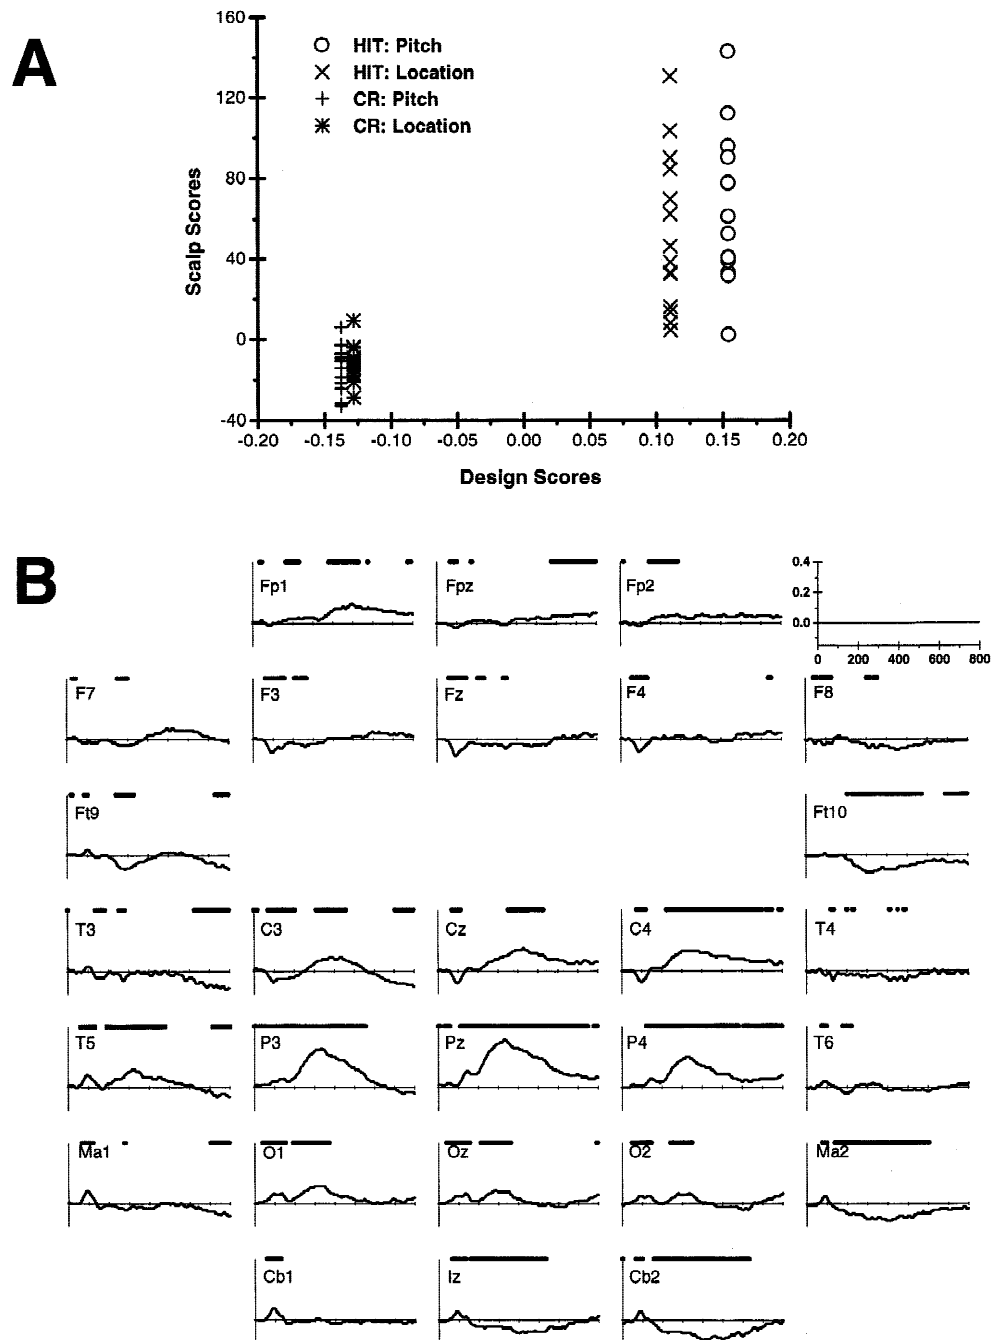 A
160
120
80
40
0
-40
Scalp Scores
HIT: Pitch
HIT: Location
CR: Pitch
CR: Location
-0.20 -0.15 -0.10 -0.05 0.00 0.05 0.10 0.15 0.20
Design Scores
B
Fp1 Fpz Fp2
0.4
0.2
0.0
0 200 400 600 800
F7 F3 Fz F4 F8
Ft9 Ft10
T3 C3 Cz C4 T4
T5 P3 Pz P4 T6
Ma1 O1 Oz O2 Ma2
Cb1 Iz Cb2